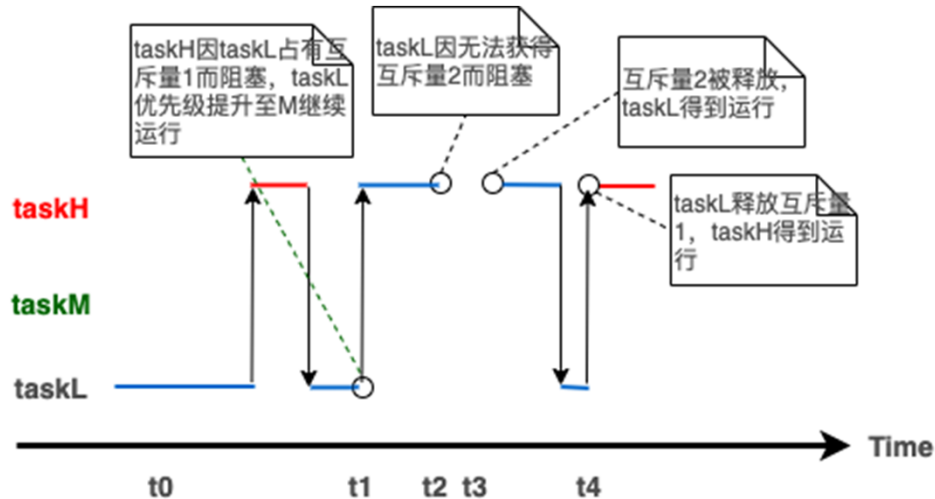 taskH因taskL占有互
斥量1而阻塞，taskL
优先级提升至M继续
运行
taskL因无法获得
互斥量2而阻塞
互斥量2被释放，
taskL得到运行
taskL释放互斥量
1，taskH得到运
行
taskH
taskM
taskL
Time
t0
t1
t2
t3
t4